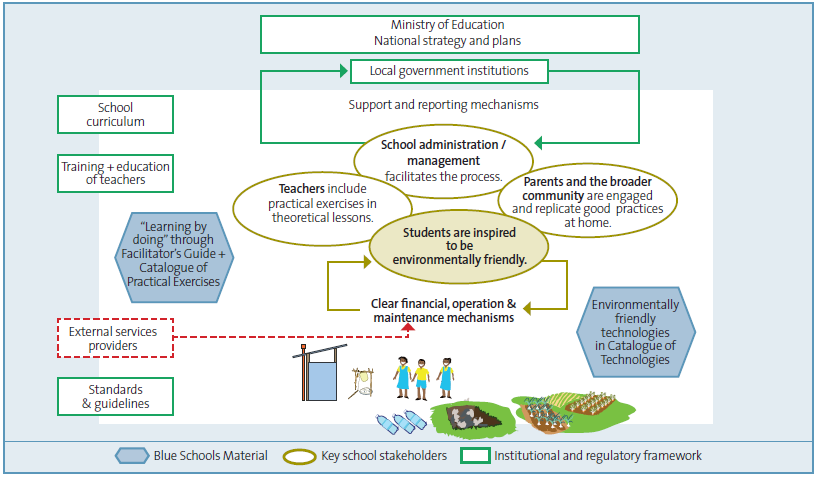 Ministry of Education
National strategy and plans
Local government institutions
Support and reporting mechanisms
School
curriculum
Training + education
of teachers
School administration /
management
facilitates the process.
Teachers include
practical exercises in
theoretical lessons.
Parents and the broader
community are engaged
and replicate good practices
at home.
Students are inspired
to be
environmentally friendly.
"Learning by
doing" through
Facilitator's Guide +
Catalogue of
Practical Exercises
Clear financial, operation &
maintenance mechanisms
External services
providers
Environmentally
friendly
technologies
in Catalogue of
Technologies
Standards
& guidelines
Blue Schools Material
Key school stakeholders
Institutional and regulatory framework